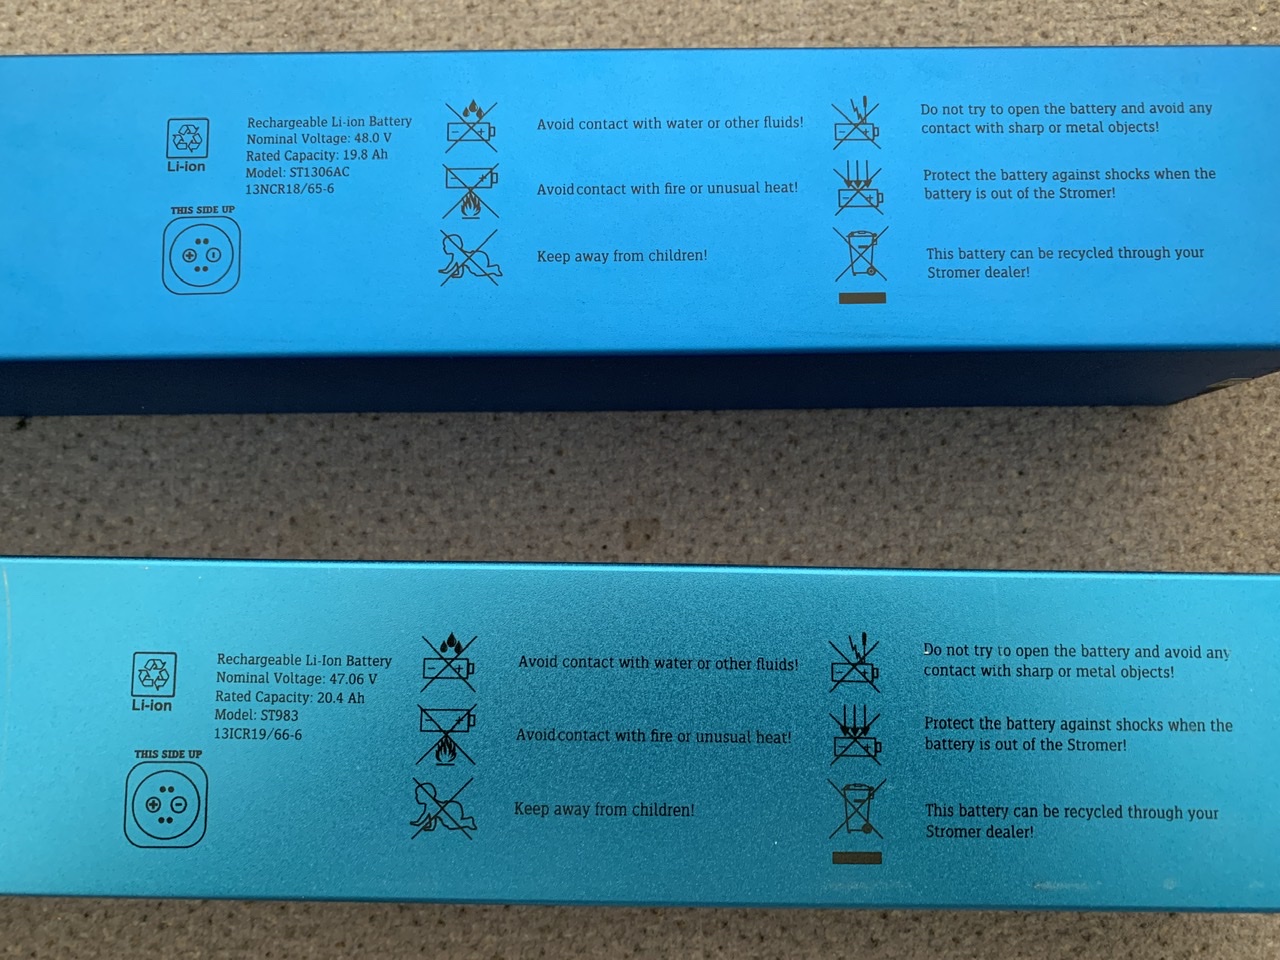 Li-ion
Rechargeable Li-ion Battery
Nominal Voltage: 48.0 V
Rated Capacity: 19.8 Ah
Model: ST1306AC
13NCR18/65-6
THIS SIDE UP
Avoid contact with water or other fluids!
Avoid contact with fire or unusual heat!
Keep away from children!
Do not try to open the battery and avoid any
contact with sharp or metal objects!
Protect the battery against shocks when the
battery is out of the Stromer!
This battery can be recycled through your
Stromer dealer!
Li-ion
Rechargeable Li-Ion Battery
Nominal Voltage: 47.06 V
Rated Capacity: 20.4 Ah
Model: ST983
13ICR19/66-6
THIS SIDE UP
Avoid contact with water or other fluids!
Avoid contact with fire or unusual heat!
Keep away from children!
Do not try to open the battery and avoid any
contact with sharp or metal objects!
Protect the battery against shocks when the
battery is out of the Stromer!
This battery can be recycled through your
Stromer dealer!